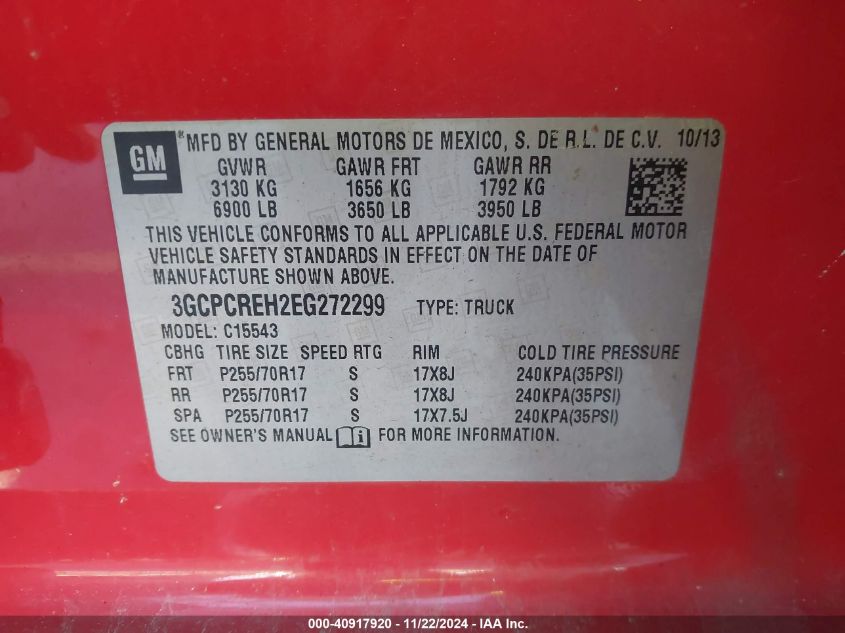 GM
*MFD BY GENERAL MOTORS DE MEXICO, S. DE R.L. DE C.V. 10/13
GVWR GAWR FRT GAWR RR
3130 KG 1656 KG 1792 KG
6900 LB 3650 LB 3950 LB
THIS VEHICLE CONFORMS TO ALL APPLICABLE U.S. FEDERAL MOTOR
VEHICLE SAFETY STANDARDS IN EFFECT ON THE DATE OF
MANUFACTURE SHOWN ABOVE.
3GCPCREH2EG272299 TYPE: TRUCK
MODEL: C15543
CBHG TIRE SIZE SPEED RTG RIM COLD TIRE PRESSURE
FRT P255/70R17 S 17X8J 240KPA(35PSI)
RR P255/70R17 S 17X8J 240KPA(35PSI)
SPA P255/70R17 S 17X7.5J 240KPA(35PSI)
SEE OWNER'S MANUAL FOR MORE INFORMATION.
000-40917920 - 11/22/2024 - IAA Inc.